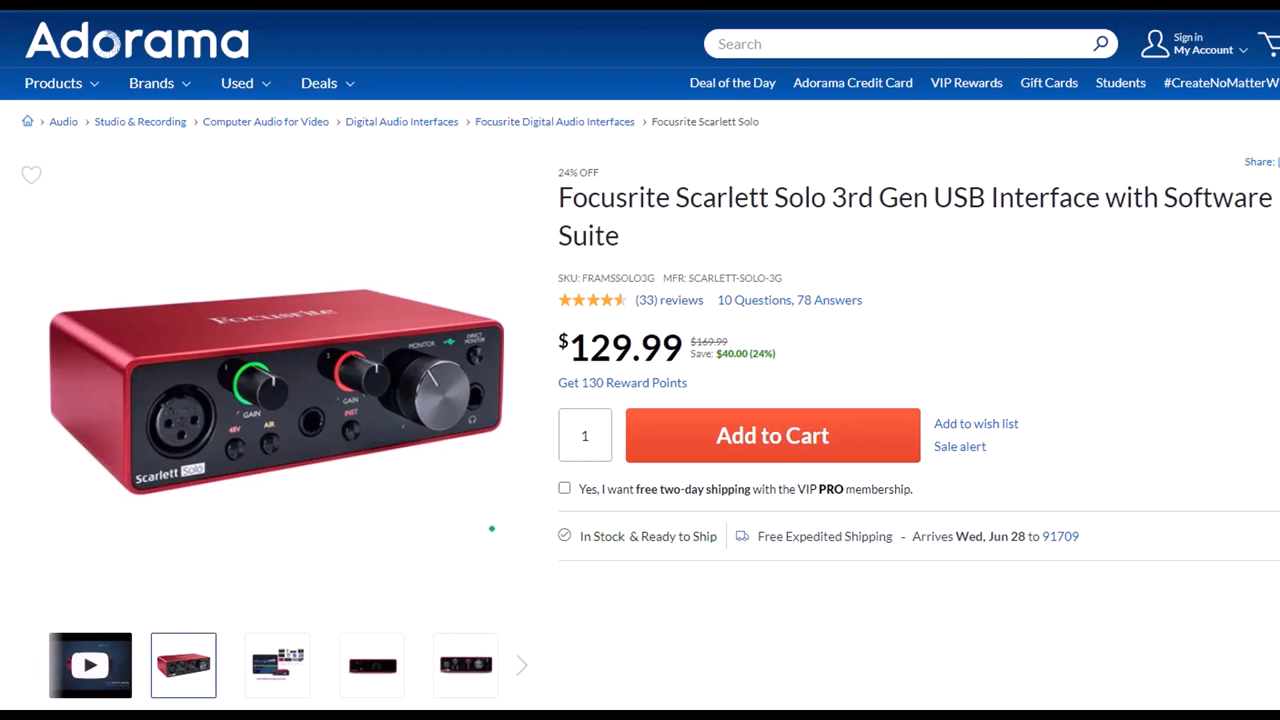 Adorama
Search
Sign in
My Account
Products
Brands
Used
Deals
Deal of the Day
Adorama Credit Card
VIP Rewards
Gift Cards
Students
#CreateNoMatterW
Audio
Studio & Recording
Computer Audio for Video
Digital Audio Interfaces
Focusrite Digital Audio Interfaces
Focusrite Scarlett Solo
Share:
24% OFF
Focusrite Scarlett Solo 3rd Gen USB Interface with Software
Suite
SKU: FRAMSSOLO3G MFR: SCARLETT-SOLO-3G
(33) reviews
10 Questions, 78 Answers
$129.99
$169.99
Save: $40.00 (24%)
Get 130 Reward Points
1
Add to Cart
Add to wish list
Sale alert
Yes, I want free two-day shipping with the VIP PRO membership.
In Stock & Ready to Ship
Free Expedited Shipping - Arrives Wed, Jun 28 to 91709
Focusrite
MONITOR
DIRECT
MONITOR
1
2
GAIN
GAIN
48V
AIR
INST
Scarlett Solo